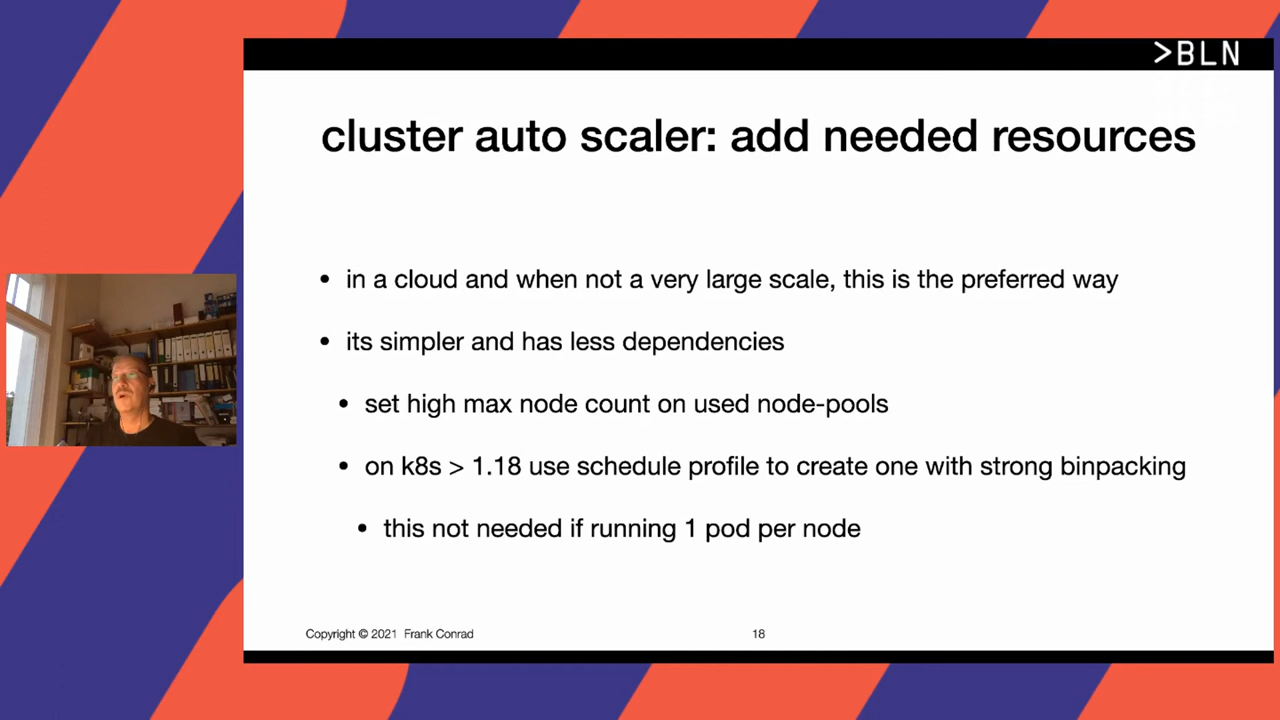 >BLN
cluster auto scaler: add needed resources
• in a cloud and when not a very large scale, this is the preferred way
• its simpler and has less dependencies
• set high max node count on used node-pools
• on k8s > 1.18 use schedule profile to create one with strong binpacking
• this not needed if running 1 pod per node
Copyright © 2021 Frank Conrad
18